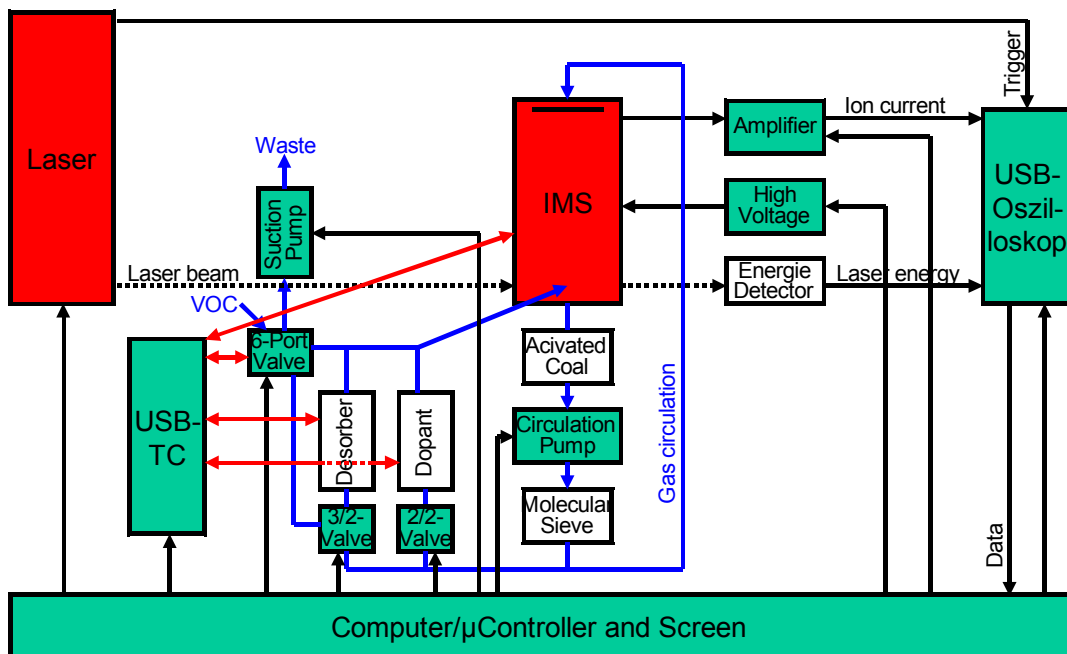 Laser
Trigger
Ion current
Amplifier
Waste
USB-
Oszil-
loskop
IMS
High
Voltage
Suction
Pump
Laser beam
Energie
Detector
Laser energy
VOC
6-Port
Valve
Acivated
Coal
USB-
TC
Desorber
Dopant
Circulation
Pump
Gas circulation
3/2-
Valve
2/2-
Valve
Molecular
Sieve
Data
Computer/µController and Screen